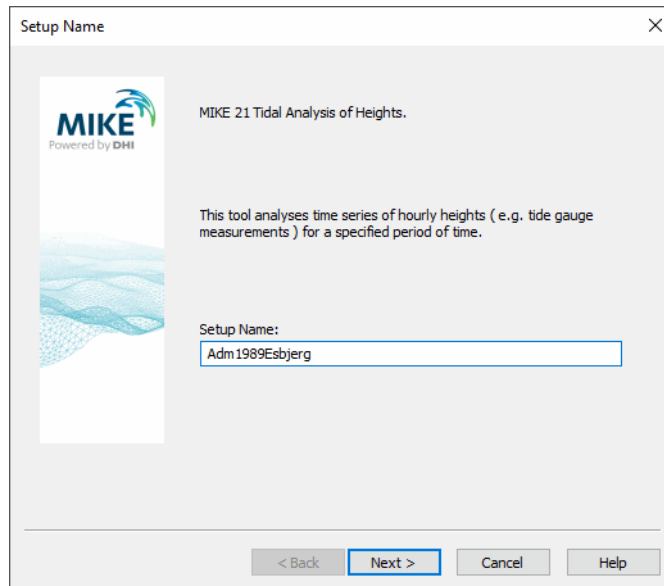 Setup Name
MIKE
Powered by DHI
MIKE 21 Tidal Analysis of Heights.
This tool analyses time series of hourly heights ( e.g. tide gauge
measurements ) for a specified period of time.
Setup Name:
Adm1989Esbjerg
< Back
Next >
Cancel
Help